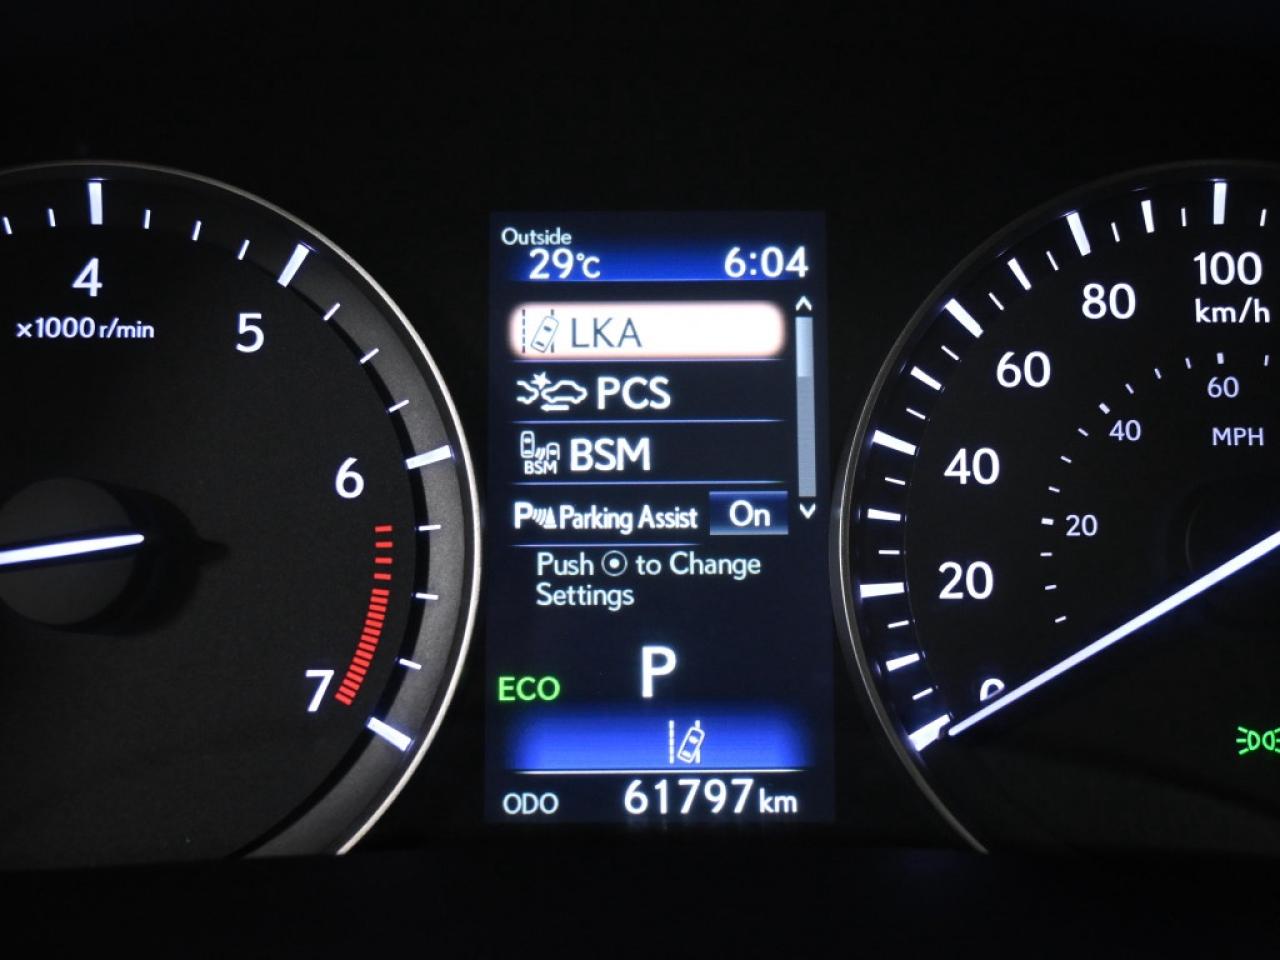 4
x1000 r/min
5
6
7
Outside
29°C 6:04
LKA
PCS
BSM BSM
Parking Assist On
Push to Change
Settings
P
ECO
ODO 61797 km
100
km/h
80
60
40
20
0
60
MPH
40
20